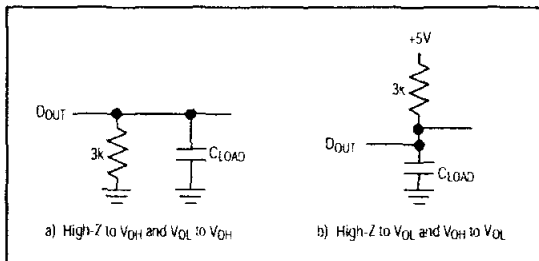 +5V
3k
DOUT
3k
CLOAD
DOUT
CLOAD
a) High-Z to VOH and VOL to VOH
b) High-Z to VOL and VOH to VOL